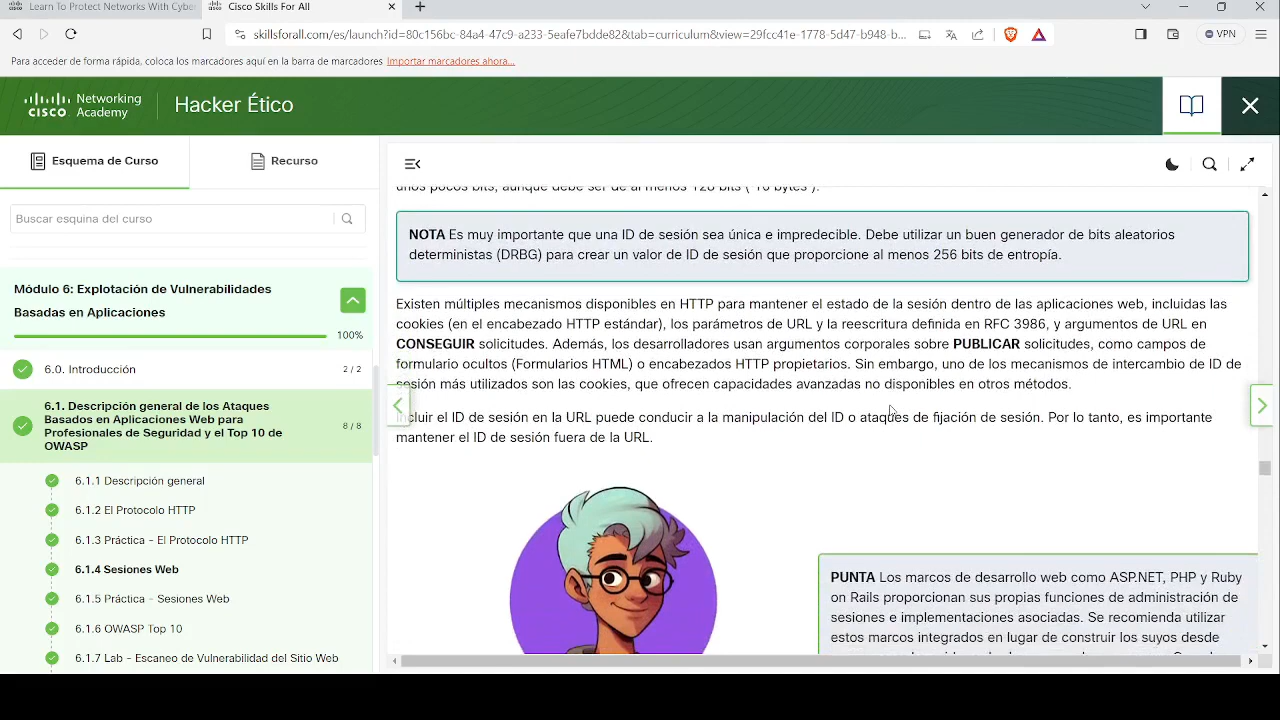 Learn To Protect Networks With Cyber
Cisco Skills For All
skillsforall.com/es/launch?id=80c156bc-84a4-47c9-a233-5eafe7bdde82&tab=curriculum&view=29fcc41e-1778-5d47-b948-b...
VPN
Para acceder de forma rápida, coloca los marcadores aquí en la barra de marcadores Importar marcadores ahora...
cisco Networking Academy
Hacker Ético
Esquema de Curso
Recurso
Buscar esquina del curso
Módulo 6: Explotación de Vulnerabilidades
Basadas en Aplicaciones
100%
6.0. Introducción
2 / 2
6.1. Descripción general de los Ataques
Basados en Aplicaciones Web para
Profesionales de Seguridad y el Top 10 de
OWASP
8 / 8
6.1.1 Descripción general
6.1.2 El Protocolo HTTP
6.1.3 Práctica - El Protocolo HTTP
6.1.4 Sesiones Web
6.1.5 Práctica - Sesiones Web
6.1.6 OWASP Top 10
6.1.7 Lab - Escaneo de Vulnerabilidad del Sitio Web
unos pocos bits, aunque debe ser de al menos 128 bits ( 16 bytes ).
NOTA Es muy importante que una ID de sesión sea única e impredecible. Debe utilizar un buen generador de bits aleatorios
deterministas (DRBG) para crear un valor de ID de sesión que proporcione al menos 256 bits de entropía.
Existen múltiples mecanismos disponibles en HTTP para mantener el estado de la sesión dentro de las aplicaciones web, incluidas las
cookies (en el encabezado HTTP estándar), los parámetros de URL y la reescritura definida en RFC 3986, y argumentos de URL en
CONSEGUIR solicitudes. Además, los desarrolladores usan argumentos corporales sobre PUBLICAR solicitudes, como campos de
formulario ocultos (Formularios HTML) o encabezados HTTP propietarios. Sin embargo, uno de los mecanismos de intercambio de ID de
sesión más utilizados son las cookies, que ofrecen capacidades avanzadas no disponibles en otros métodos.
Incluir el ID de sesión en la URL puede conducir a la manipulación del ID o ataques de fijación de sesión. Por lo tanto, es importante
mantener el ID de sesión fuera de la URL.
PUNTA Los marcos de desarrollo web como ASP.NET, PHP y Ruby
on Rails proporcionan sus propias funciones de administración de
sesiones e implementaciones asociadas. Se recomienda utilizar
estos marcos integrados en lugar de construir los suyos desde